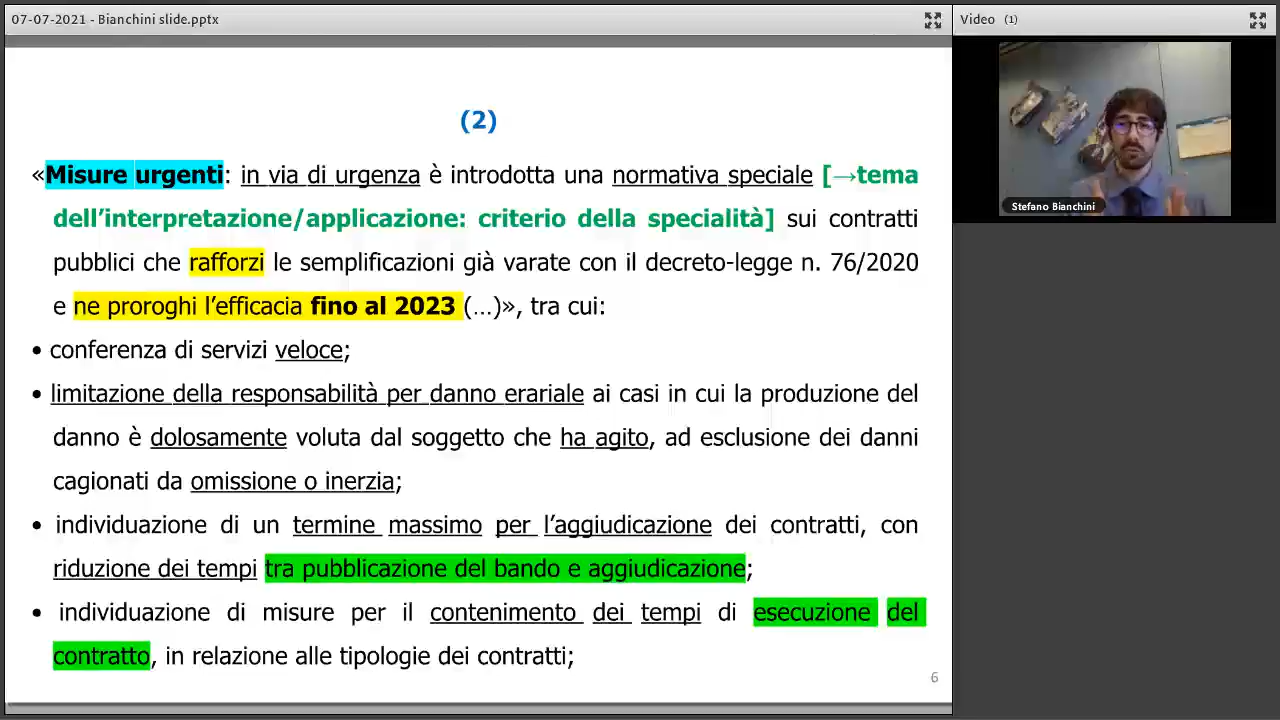 07-07-2021 - Bianchini slide.pptx
Video (1)
(2)
«Misure urgenti: in via di urgenza è introdotta una normativa speciale [→tema
dell'interpretazione/applicazione: criterio della specialità] sui contratti
pubblici che rafforzi le semplificazioni già varate con il decreto-legge n. 76/2020
e ne proroghi l'efficacia fino al 2023 (...)», tra cui:
• conferenza di servizi veloce;
• limitazione della responsabilità per danno erariale ai casi in cui la produzione del
danno è dolosamente voluta dal soggetto che ha agito, ad esclusione dei danni
cagionati da omissione o inerzia;
• individuazione di un termine massimo per l'aggiudicazione dei contratti, con
riduzione dei tempi tra pubblicazione del bando e aggiudicazione;
• individuazione di misure per il contenimento dei tempi di esecuzione del
contratto, in relazione alle tipologie dei contratti;
6
Stefano Bianchini